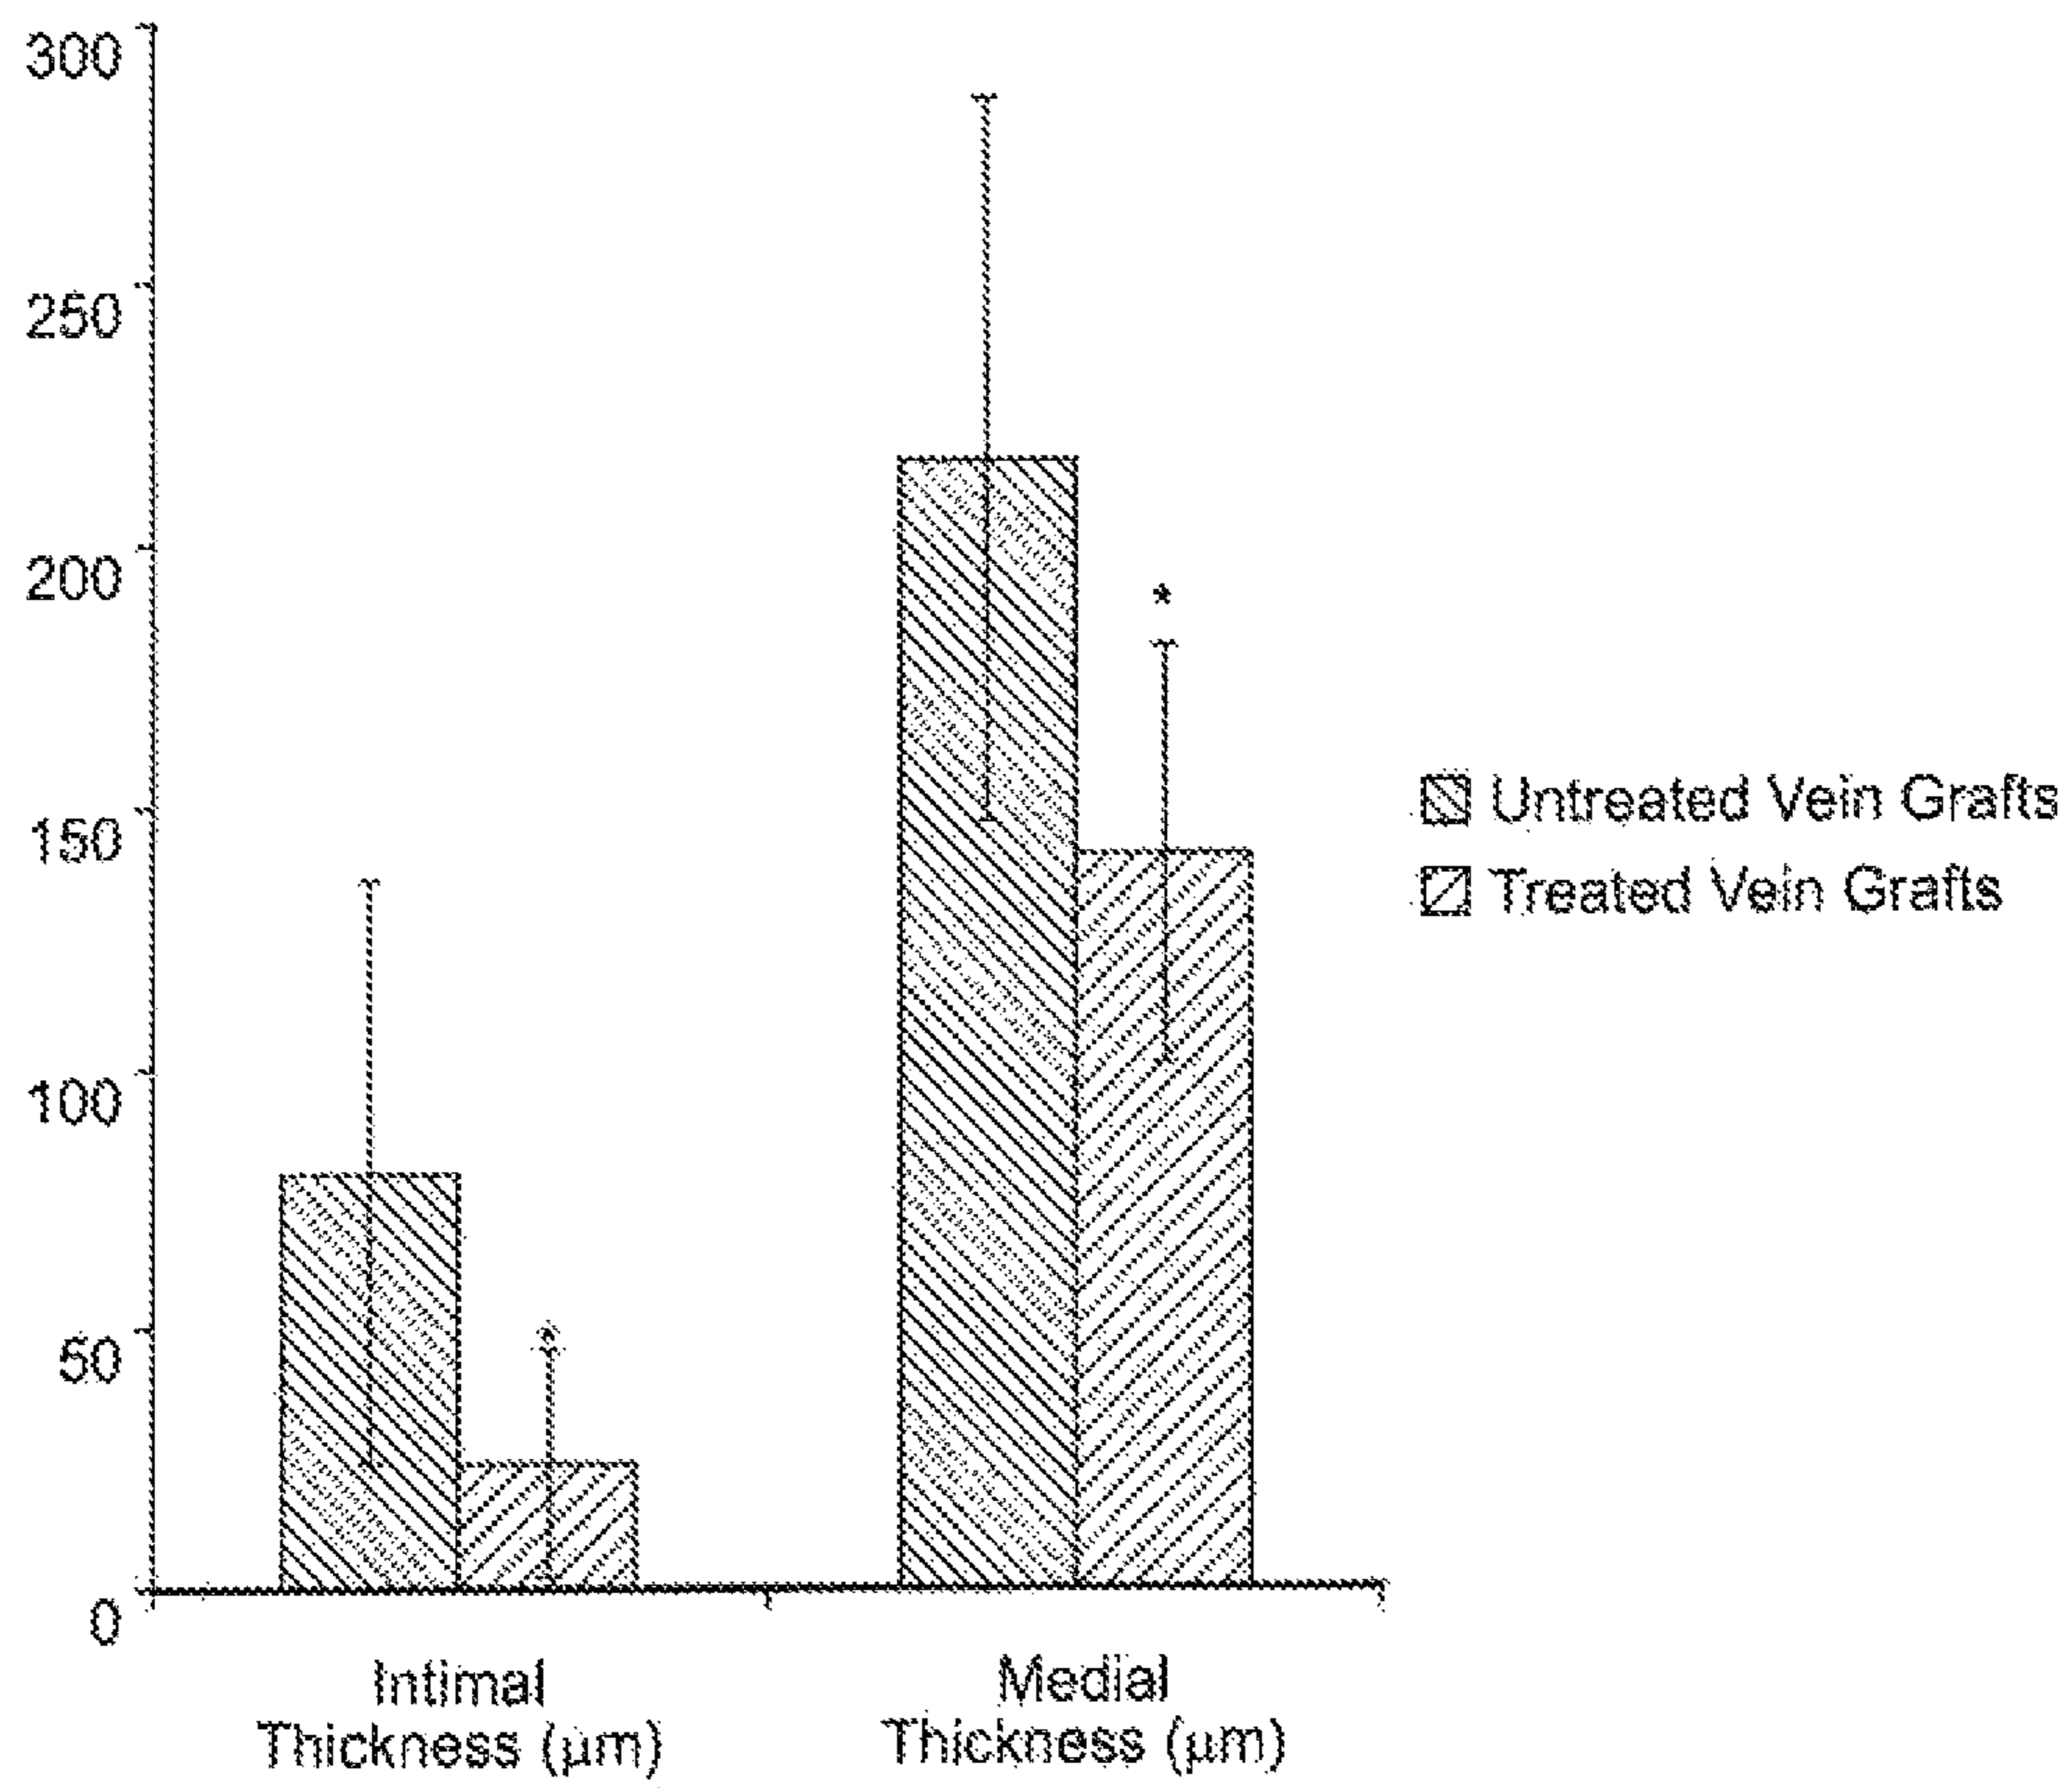 300
250
200
150
100
50
0
*
*
Intimal
Thickness (µm)
Medial
Thickness (µm)
Untreated Vein Grafts
Treated Vein Grafts